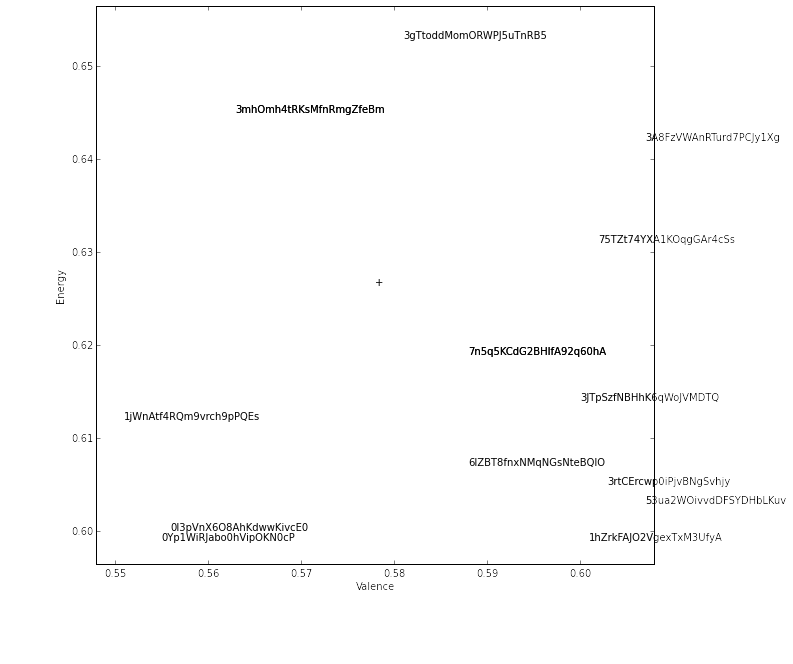 3gTtoddMomORWPJ5uTnRB5
0.65
3mhOmh4tRKsMfnRmgZfeBm
3A8FzVWAnRTurd7PCJy1Xg
0.64
75TZt74YXA1KOqgGAr4cSs
0.63
Energy
+
0.62
7n5q5KCdG2BHIfA92q60hA
3JTpSzfNBHhK6qWoJVMDTQ
1jWnAtf4RQm9vrch9pPQEs
0.61
6IZBT8fnxNMqNGsNteBQIO
3rtCErcwp0iPjvBNgSvhjy
53ua2WOivvdDFSYDHbLKuv
0I3pVnX6O8AhKdwwKivcE0
0.60
0Yp1WiRJabo0hVipOKN0cP
1hZrkFAJO2VgexTxM3UfyA
0.55 0.56 0.57 0.58 0.59 0.60
Valence